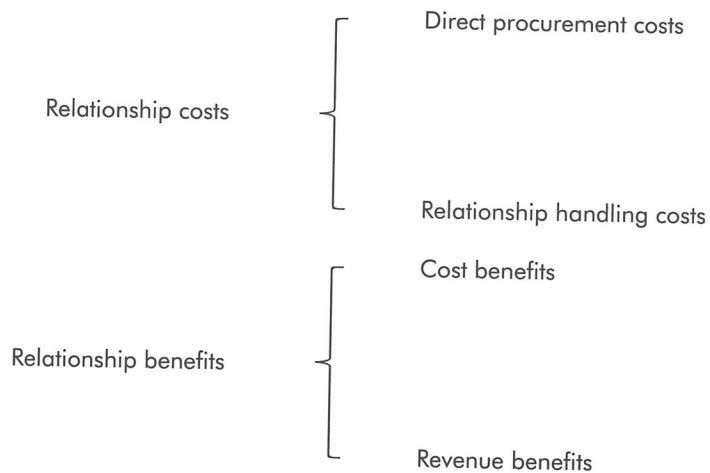 Direct procurement costs
Relationship costs
Relationship handling costs
Cost benefits
Relationship benefits
Revenue benefits